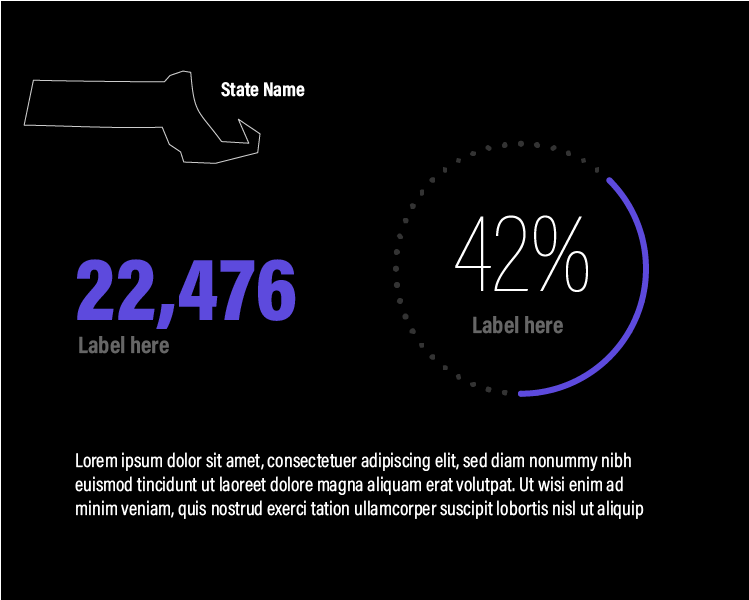 State Name
42%
Label here
22,476
Label here
Lorem ipsum dolor sit amet, consectetuer adipiscing elit, sed diam nonummy nibh
euismod tincidunt ut laoreet dolore magna aliquam erat volutpat. Ut wisi enim ad
minim veniam, quis nostrud exerci tation ullamcorper suscipit lobortis nisl ut aliquip